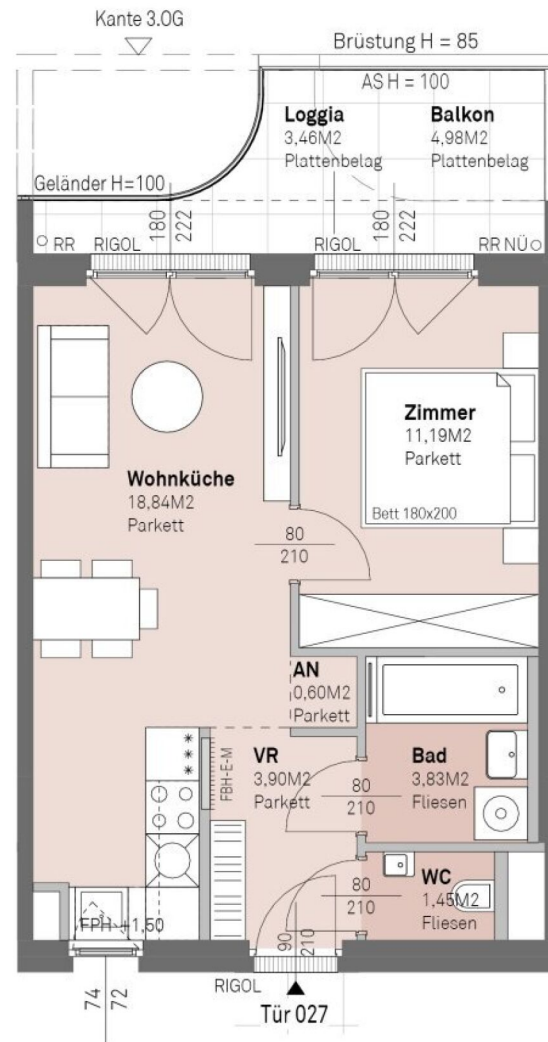 Kante 3.OG
Brüstung H = 85
AS H = 100
Loggia
3,46M2
Plattenbelag
Balkon
4,98M2
Plattenbelag
Geländer H=100
RR
RIGOL
180
222
RIGOL
180
222
RR NÜ
Wohnküche
18,84M2
Parkett
Zimmer
11,19M2
Parkett
Bett 180x200
80
210
AN
0,60M2
Parkett
VR
3,90M2
Parkett
FBH-E-M
Bad
3,83M2
Fliesen
80
210
WC
1,45M2
Fliesen
80
210
FPH +1,50
90
210
74
72
RIGOL
Tür 027